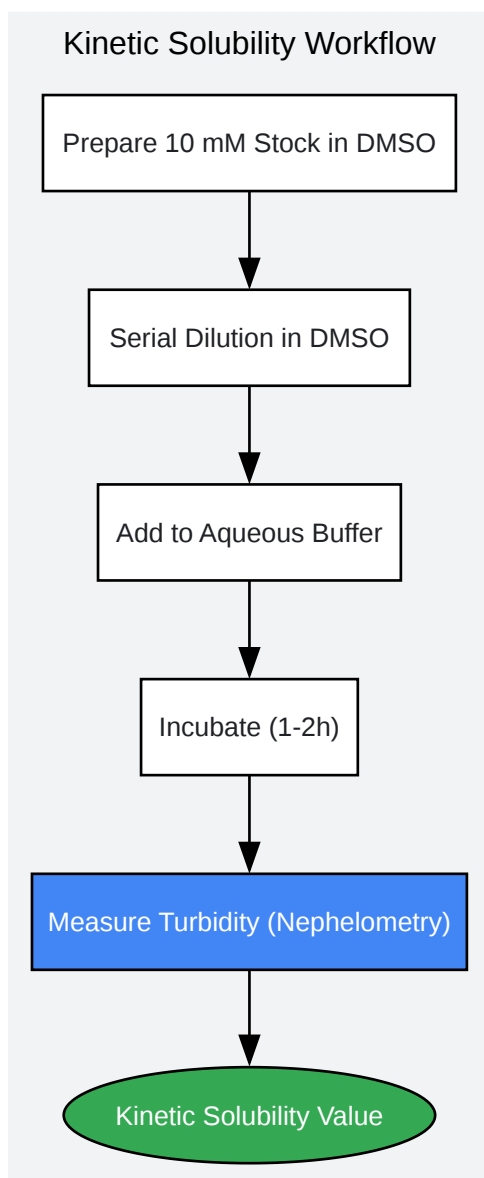 Kinetic Solubility Workflow
Prepare 10 mM Stock in DMSO
Serial Dilution in DMSO
Add to Aqueous Buffer
Incubate (1-2h)
Measure Turbidity (Nephelometry)
Kinetic Solubility Value